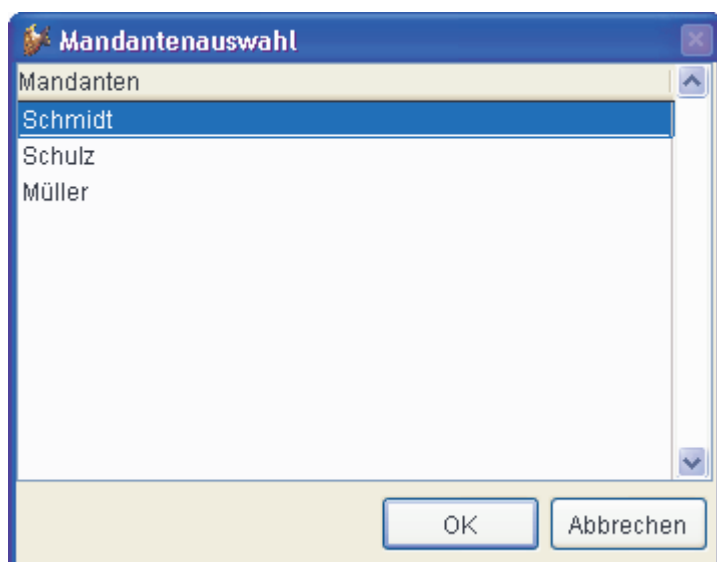 Mandantenauswahl
Mandanten
Schmidt
Schulz
Müller
OK
Abbrechen